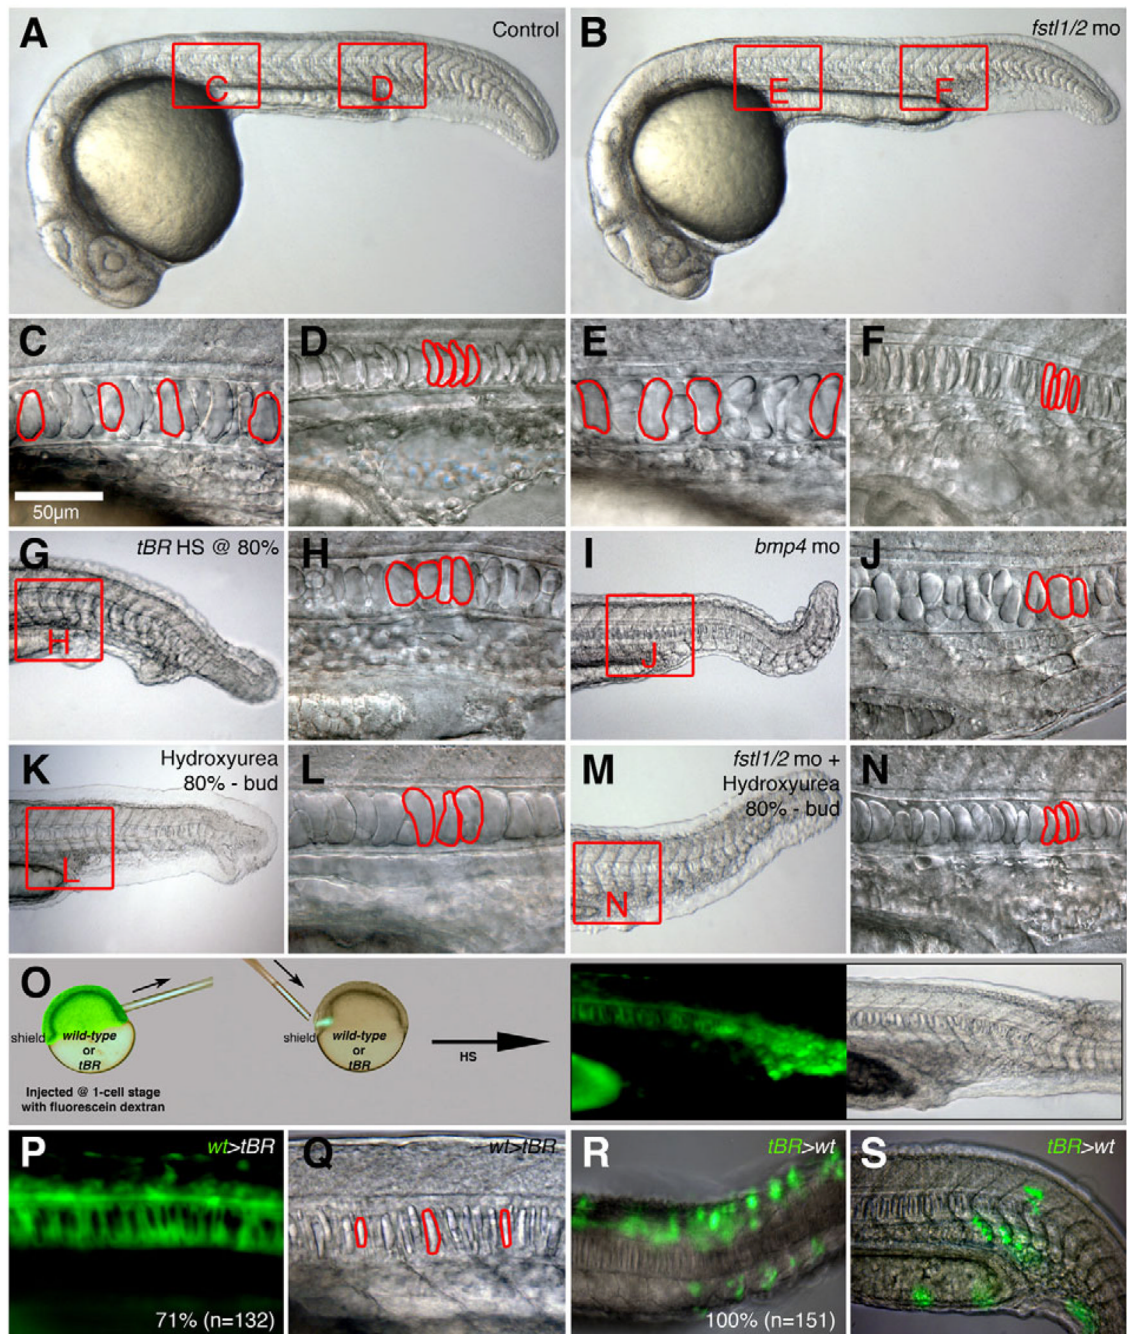 A
Control
C
D
B
fstl1/2 mo
E
F
C
50µm
D
E
F
G
tBR HS @ 80%
H
H
I
bmp4 mo
J
J
K
Hydroxyurea
80% - bud
L
L
M
fstl1/2 mo +
Hydroxyurea
80% - bud
N
N
O
shield
wild-type
or
tBR
Injected @ 1-cell stage
with fluorescein dextran
shield
wild-type
or
tBR
HS
P
wt>tBR
71% (n=132)
Q
wt>tBR
R
tBR>wt
100% (n=151)
S
tBR>wt